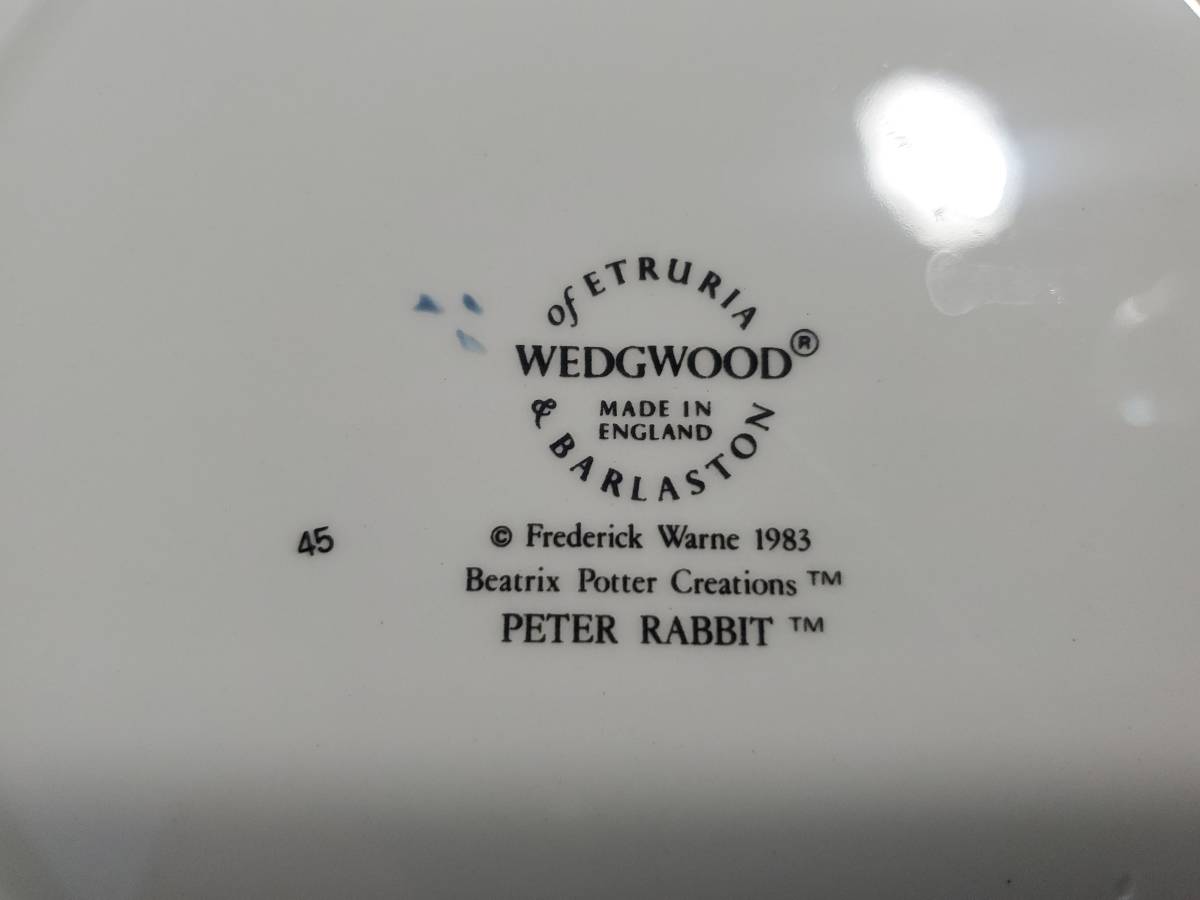 of ETRURIA
WEDGWOOD®
MADE IN
ENGLAND
& BARLASTON
45
© Frederick Warne 1983
Beatrix Potter Creations ™
PETER RABBIT ™